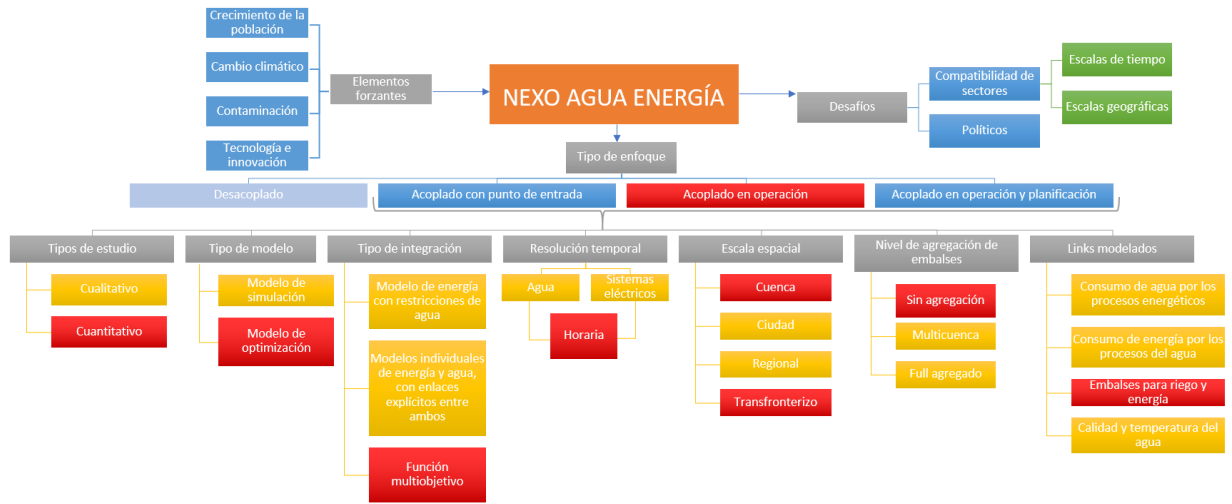 Crecimiento de la
población
Cambio climático
Contaminación
Tecnología e
innovación
Elementos
forzantes
NEXO AGUA ENERGÍA
Desafíos
Compatibilidad de
sectores
Políticos
Escalas de tiempo
Escalas geográficas
Tipo de enfoque
Desacoplado
Acoplado con punto de entrada
Acoplado en operación
Acoplado en operación y planificación
Tipos de estudio
Cualitativo
Cuantitativo
Tipo de modelo
Modelo de
simulación
Modelo de
optimización
Tipo de integración
Modelo de energía
con restricciones de
agua
Modelos individuales
de energía y agua,
con enlaces
explícitos entre
ambos
Función
multiobjetivo
Resolución temporal
Agua
Sistemas
eléctricos
Horaria
Escala espacial
Cuenca
Ciudad
Regional
Transfronterizo
Nivel de agregación de
embalses
Sin agregación
Multicuenca
Full agregado
Links modelados
Consumo de agua por los
procesos energéticos
Consumo de energía por los
procesos del agua
Embalses para riego y
energía
Calidad y temperatura del
agua